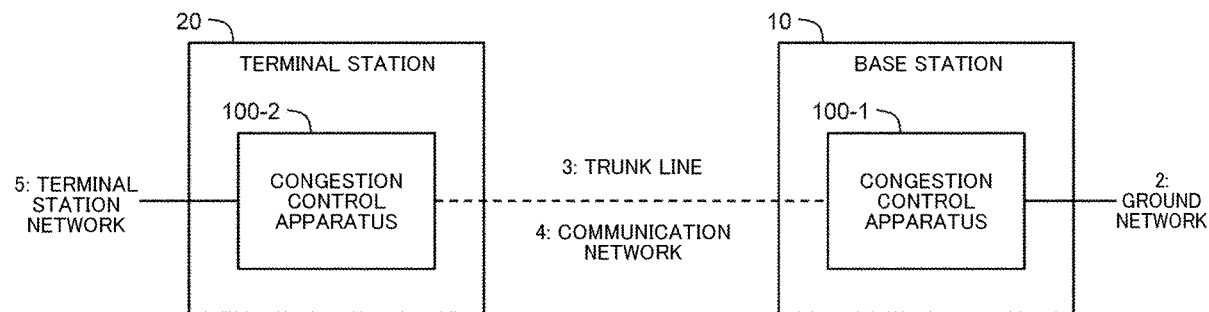 20
TERMINAL STATION
100-2
CONGESTION
CONTROL
APPARATUS
5: TERMINAL
STATION
NETWORK
3: TRUNK LINE
4: COMMUNICATION
NETWORK
10
BASE STATION
100-1
CONGESTION
CONTROL
APPARATUS
2:
GROUND
NETWORK